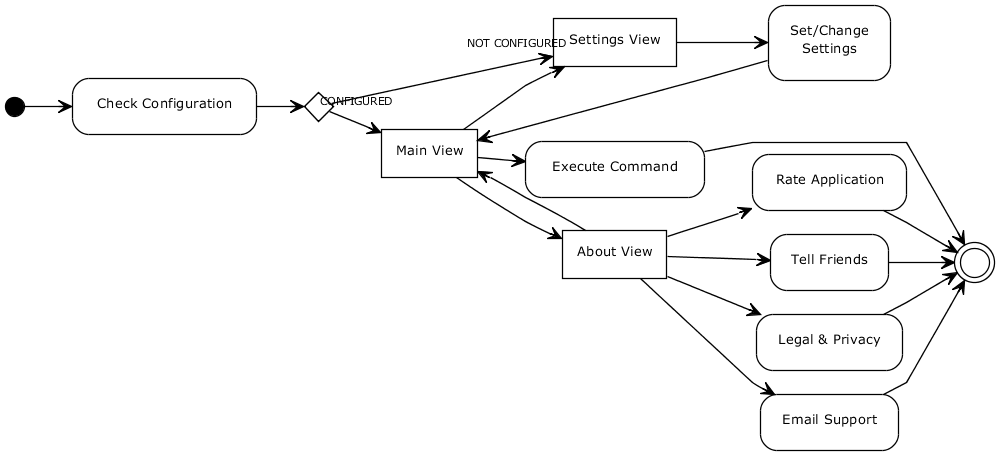 Set/Change
Settings
NOT CONFIGURED
Settings View
Check Configuration
CONFIGURED
Main View
Execute Command
Rate Application
About View
Tell Friends
Legal & Privacy
Email Support